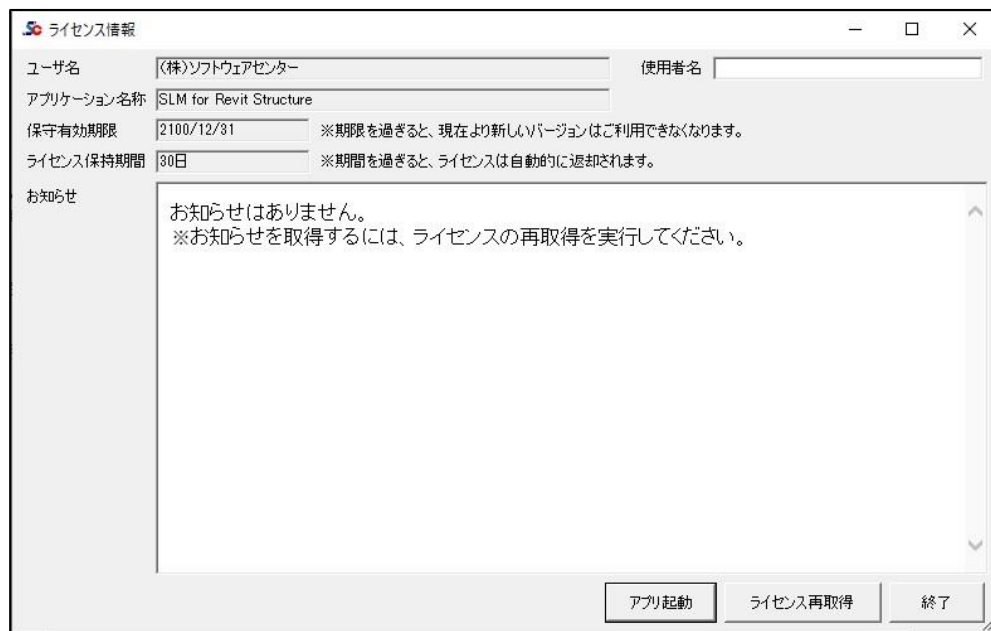 Sc ライセンス情報
ユーザ名 (株)ソフトウェアセンター 使用者名
アプリケーション名称 SLM for Revit Structure
保守有効期限 2100/12/31 ※期限を過ぎると、現在より新しいバージョンはご利用できなくなります。
ライセンス保持期間 30日 ※期間を過ぎると、ライセンスは自動的に返却されます。
お知らせ
お知らせはありません。
※お知らせを取得するには、ライセンスの再取得を実行してください。
アプリ起動 ライセンス再取得 終了